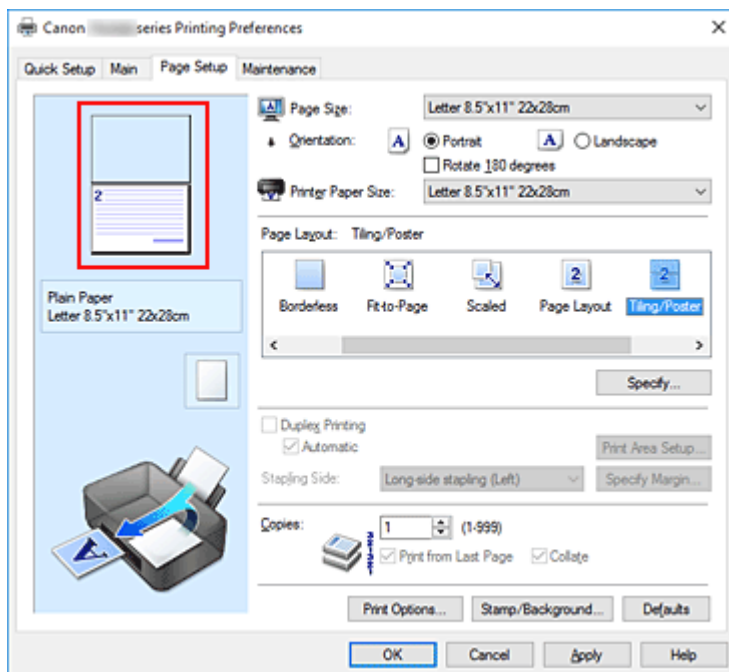 Canon series Printing Preferences
Quick Setup Main Page Setup Maintenance
2
Plain Paper
Letter 8.5"x11" 22x28cm
A
Page Size: Letter 8.5"x11" 22x28cm
Orientation: A Portrait A Landscape
Rotate 180 degrees
Printer Paper Size: Letter 8.5"x11" 22x28cm
Page Layout: Tiling/Poster
2 2
Borderless Fit-to-Page Scaled Page Layout Tiling/Poster
Specify...
Duplex Printing
Automatic Print Area Setup...
Stapling Side: Long-side stapling (Left) Specify Margin...
Copies: 1 (1-999)
Print from Last Page Collate
Print Options... Stamp/Background... Defaults
OK Cancel Apply Help